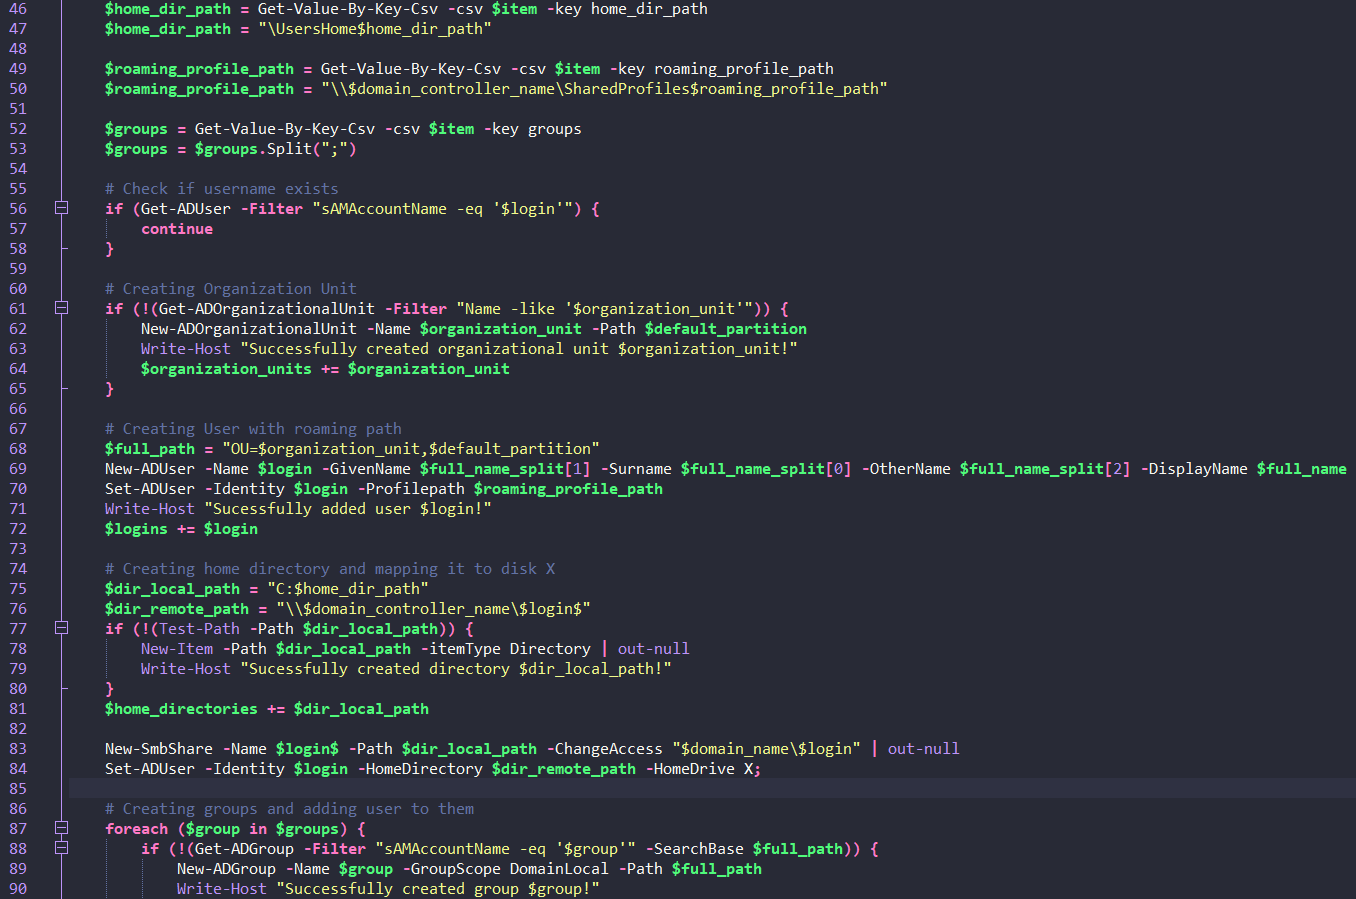 46 $home_dir_path = Get-Value-By-Key-Csv -csv $item -key home_dir_path
47 $home_dir_path = "\UsersHome$home_dir_path"
48
49 $roaming_profile_path = Get-Value-By-Key-Csv -csv $item -key roaming_profile_path
50 $roaming_profile_path = "\\$domain_controller_name\SharedProfiles$roaming_profile_path"
51
52 $groups = Get-Value-By-Key-Csv -csv $item -key groups
53 $groups = $groups.Split(";")
54
55 # Check if username exists
56 if (Get-ADUser -Filter "sAMAccountName -eq '$login'") {
57 continue
58 }
59
60 # Creating Organization Unit
61 if (!(Get-ADOrganizationalUnit -Filter "Name -like '$organization_unit'")) {
62 New-ADOrganizationalUnit -Name $organization_unit -Path $default_partition
63 Write-Host "Successfully created organizational unit $organization_unit!"
64 $organization_units += $organization_unit
65 }
66
67 # Creating User with roaming path
68 $full_path = "OU=$organization_unit,$default_partition"
69 New-ADUser -Name $login -GivenName $full_name_split[1] -Surname $full_name_split[0] -OtherName $full_name_split[2] -DisplayName $full_name
70 Set-ADUser -Identity $login -Profilepath $roaming_profile_path
71 Write-Host "Sucessfully added user $login!"
72 $logins += $login
73
74 # Creating home directory and mapping it to disk X
75 $dir_local_path = "C:$home_dir_path"
76 $dir_remote_path = "\\$domain_controller_name\$login$"
77 if (!(Test-Path -Path $dir_local_path)) {
78 New-Item -Path $dir_local_path -itemType Directory | out-null
79 Write-Host "Sucessfully created directory $dir_local_path!"
80 }
81 $home_directories += $dir_local_path
82
83 New-SmbShare -Name $login$ -Path $dir_local_path -ChangeAccess "$domain_name\$login" | out-null
84 Set-ADUser -Identity $login -HomeDirectory $dir_remote_path -HomeDrive X;
85
86 # Creating groups and adding user to them
87 foreach ($group in $groups) {
88 if (!(Get-ADGroup -Filter "sAMAccountName -eq '$group'" -SearchBase $full_path)) {
89 New-ADGroup -Name $group -GroupScope DomainLocal -Path $full_path
90 Write-Host "Successfully created group $group!"